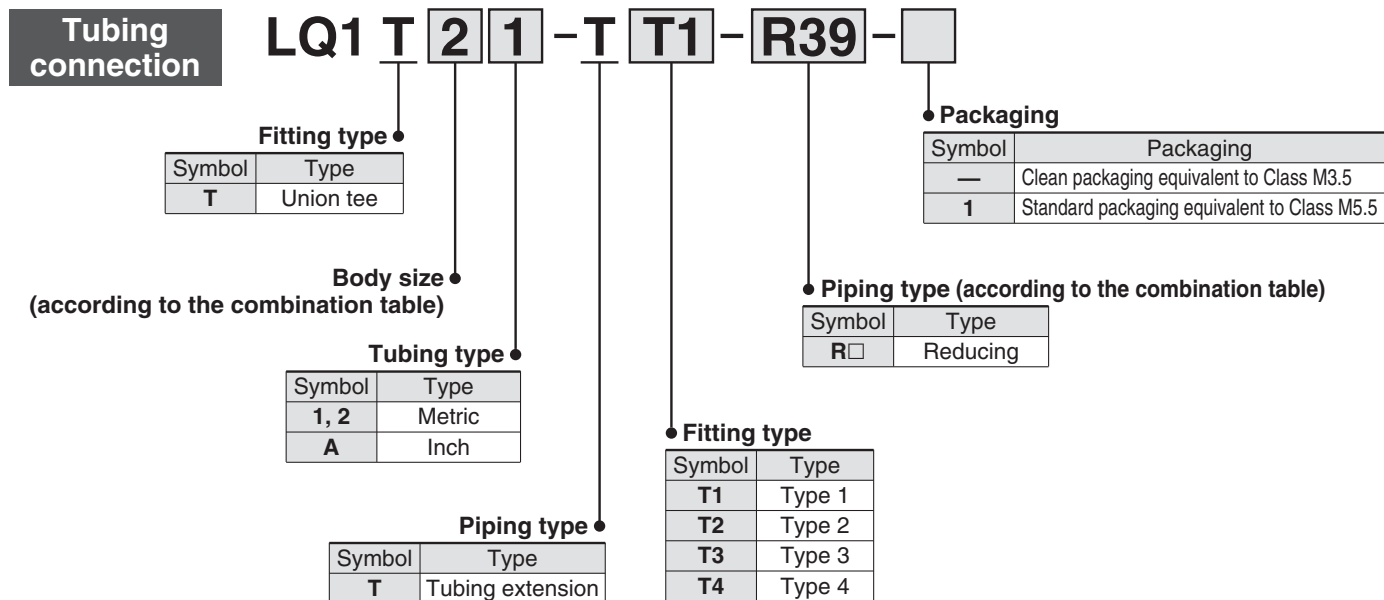 Tubing
connection
LQ1 T 2 1 - T T1 - R39 -
Fitting type
Symbol Type
T Union tee
Body size
(according to the combination table)
Tubing type
Symbol Type
1, 2 Metric
A Inch
Piping type
Symbol Type
T Tubing extension
Fitting type
Symbol Type
T1 Type 1
T2 Type 2
T3 Type 3
T4 Type 4
Piping type (according to the combination table)
Symbol Type
R□ Reducing
Packaging
Symbol Packaging
— Clean packaging equivalent to Class M3.5
1 Standard packaging equivalent to Class M5.5